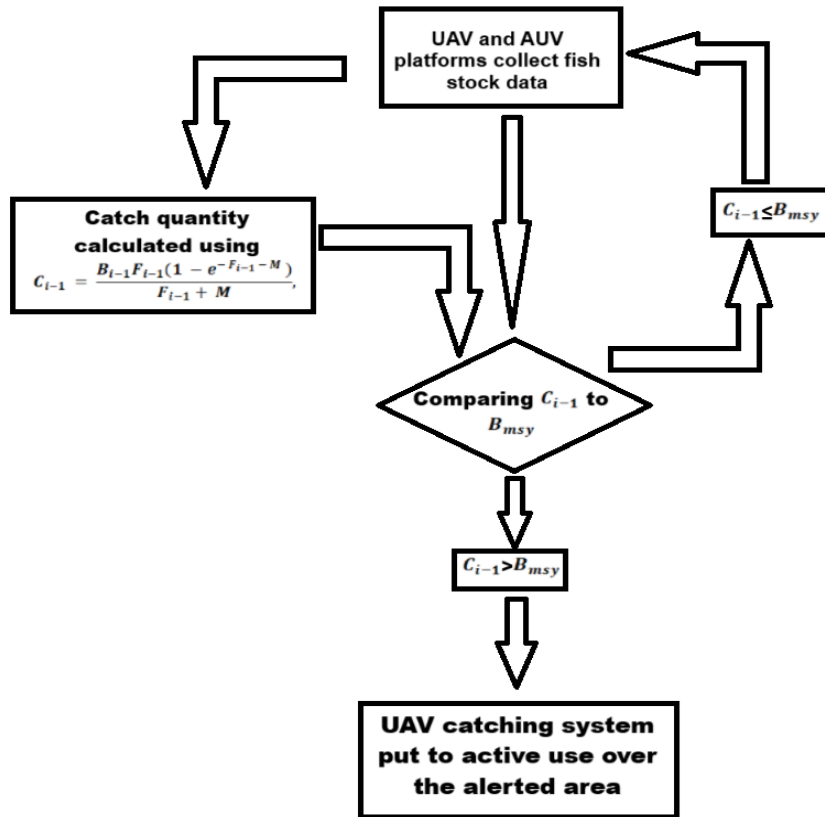 UAV and AUV
platforms collect fish
stock data
Catch quantity
calculated using
C_{i-1} = \frac{B_{i-1}F_{i-1}(1 - e^{-F_{i-1}-M})}{F_{i-1} + M},
C_{i-1}≤B_{msy}
Comparing C_{i-1} to
B_{msy}
C_{i-1}>B_{msy}
UAV catching system
put to active use over
the alerted area